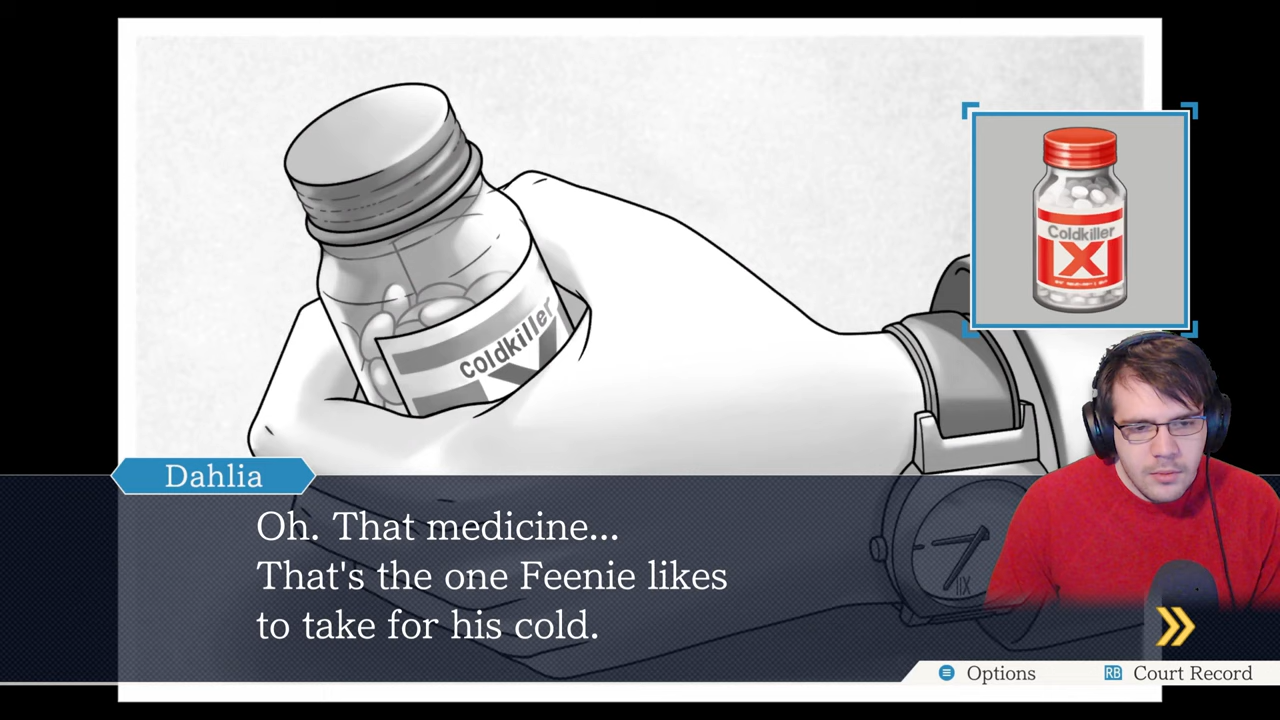 Coldkiller
X
Coldkiller
Dahlia
Oh. That medicine...
That's the one Feenie likes
to take for his cold.
Options
RB
Court Record